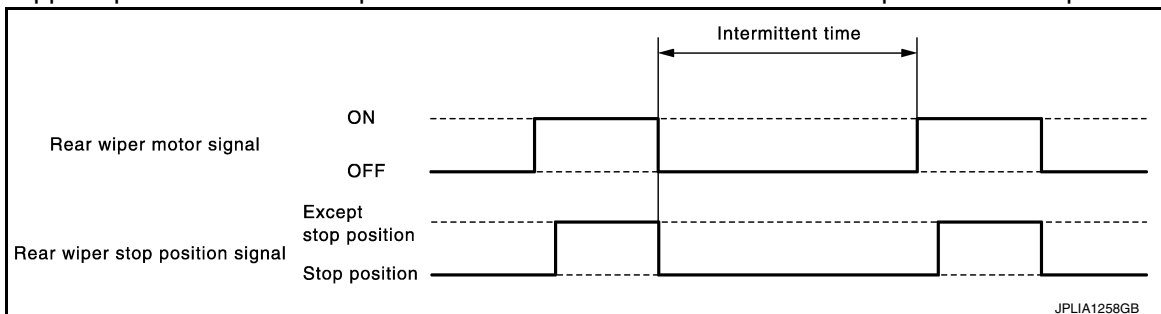 Intermittent time
ON
Rear wiper motor signal
OFF
Except
stop position
Rear wiper stop position signal
Stop position
JPLIA1258GB